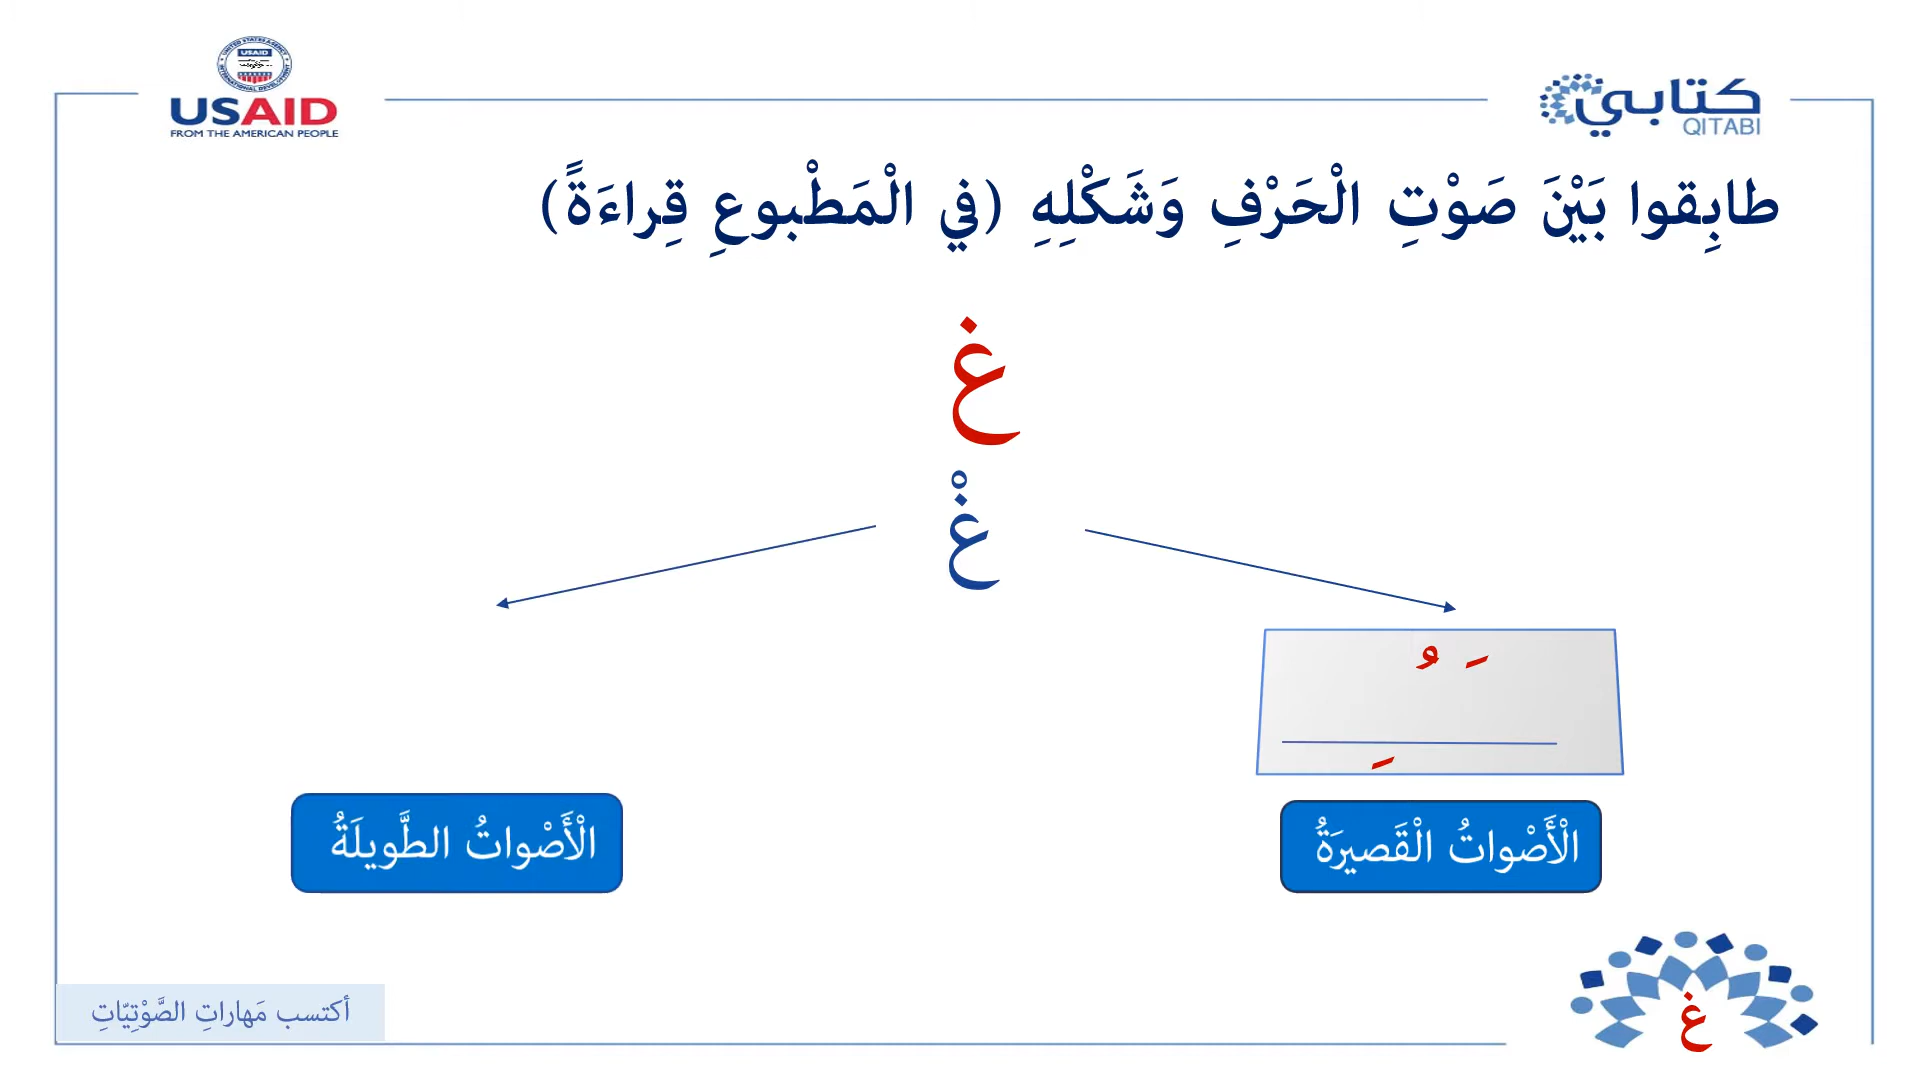 USAID
FROM THE AMERICAN PEOPLE
كتابي
QITABI
طابِقوا بَيْنَ صَوْتِ الْحَرْفِ وَشَكْلِهِ (في الْمَطْبوعِ قِراءَةً)
غ
غْ
َ ُ
ِ
الْأَصْواتُ الْقَصيرَةُ
الْأَصْواتُ الطَّويلَةُ
أكتسب مَهاراتِ الصَّوْتِيّاتِ
غ